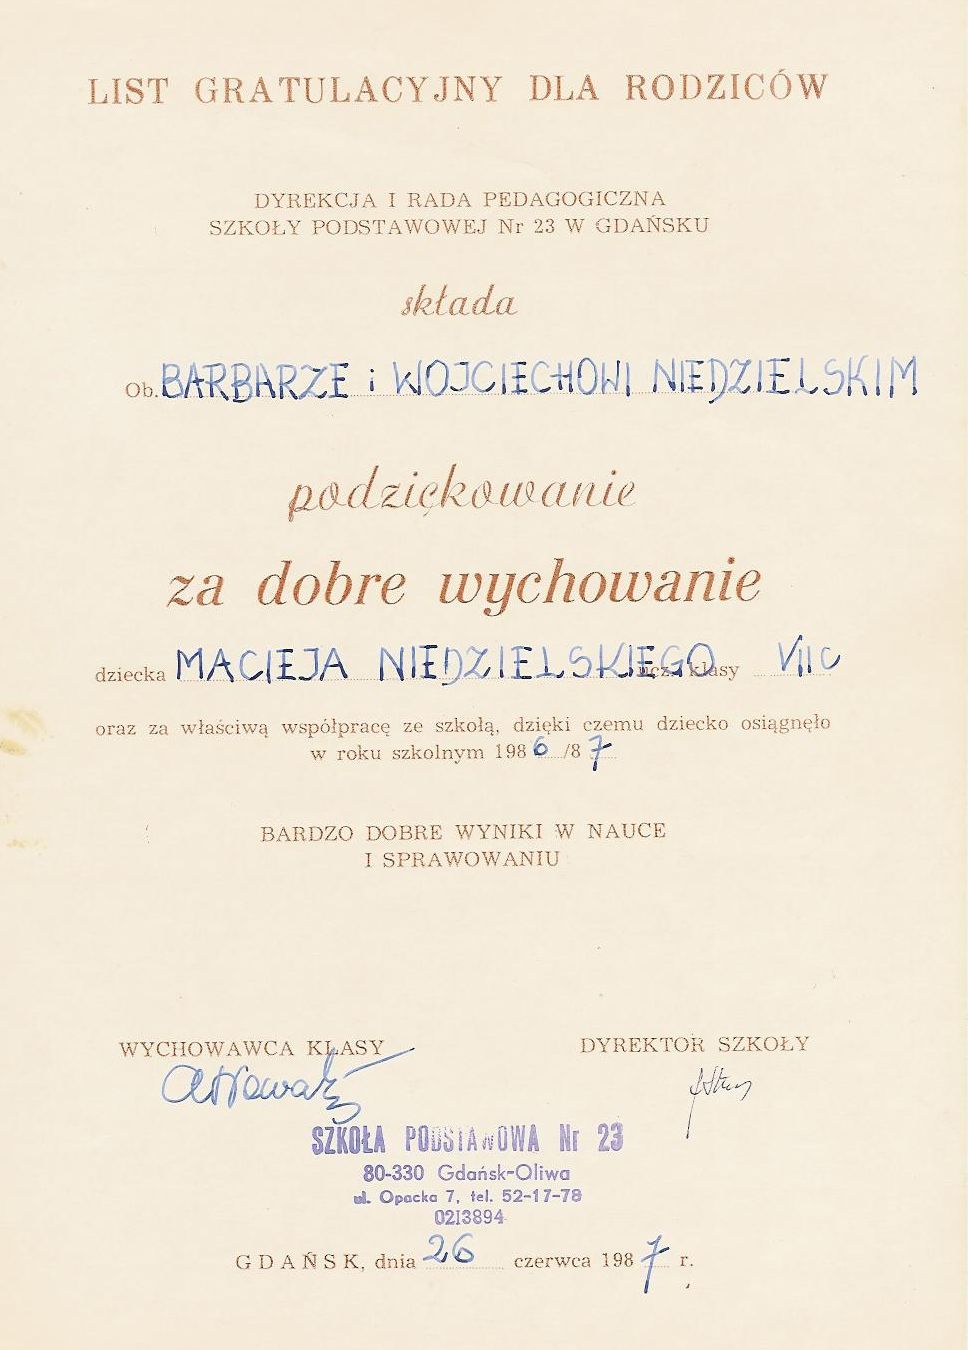 LIST GRATULACYJNY DLA RODZICÓW
DYREKCJA I RADA PEDAGOGICZNA
SZKOŁY PODSTAWOWEJ Nr 23 W GDAŃSKU
składa
Ob. BARBARZE i WOJCIECHOWI NIEDZIELSKIM
podziękowanie
za dobre wychowanie
dziecka MACIEJA NIEDZIELSKIEGO ucz. klasy VII C
oraz za właściwą współpracę ze szkołą, dzięki czemu dziecko osiągnęło
w roku szkolnym 1986/87
BARDZO DOBRE WYNIKI W NAUCE
I SPRAWOWANIU
WYCHOWAWCA KLASY DYREKTOR SZKOŁY
SZKOŁA PODSTAWOWA Nr 23
80-330 Gdańsk-Oliwa
ul. Opacka 7, tel. 52-17-78
0213894
GDAŃSK, dnia 26 czerwca 1987 r.